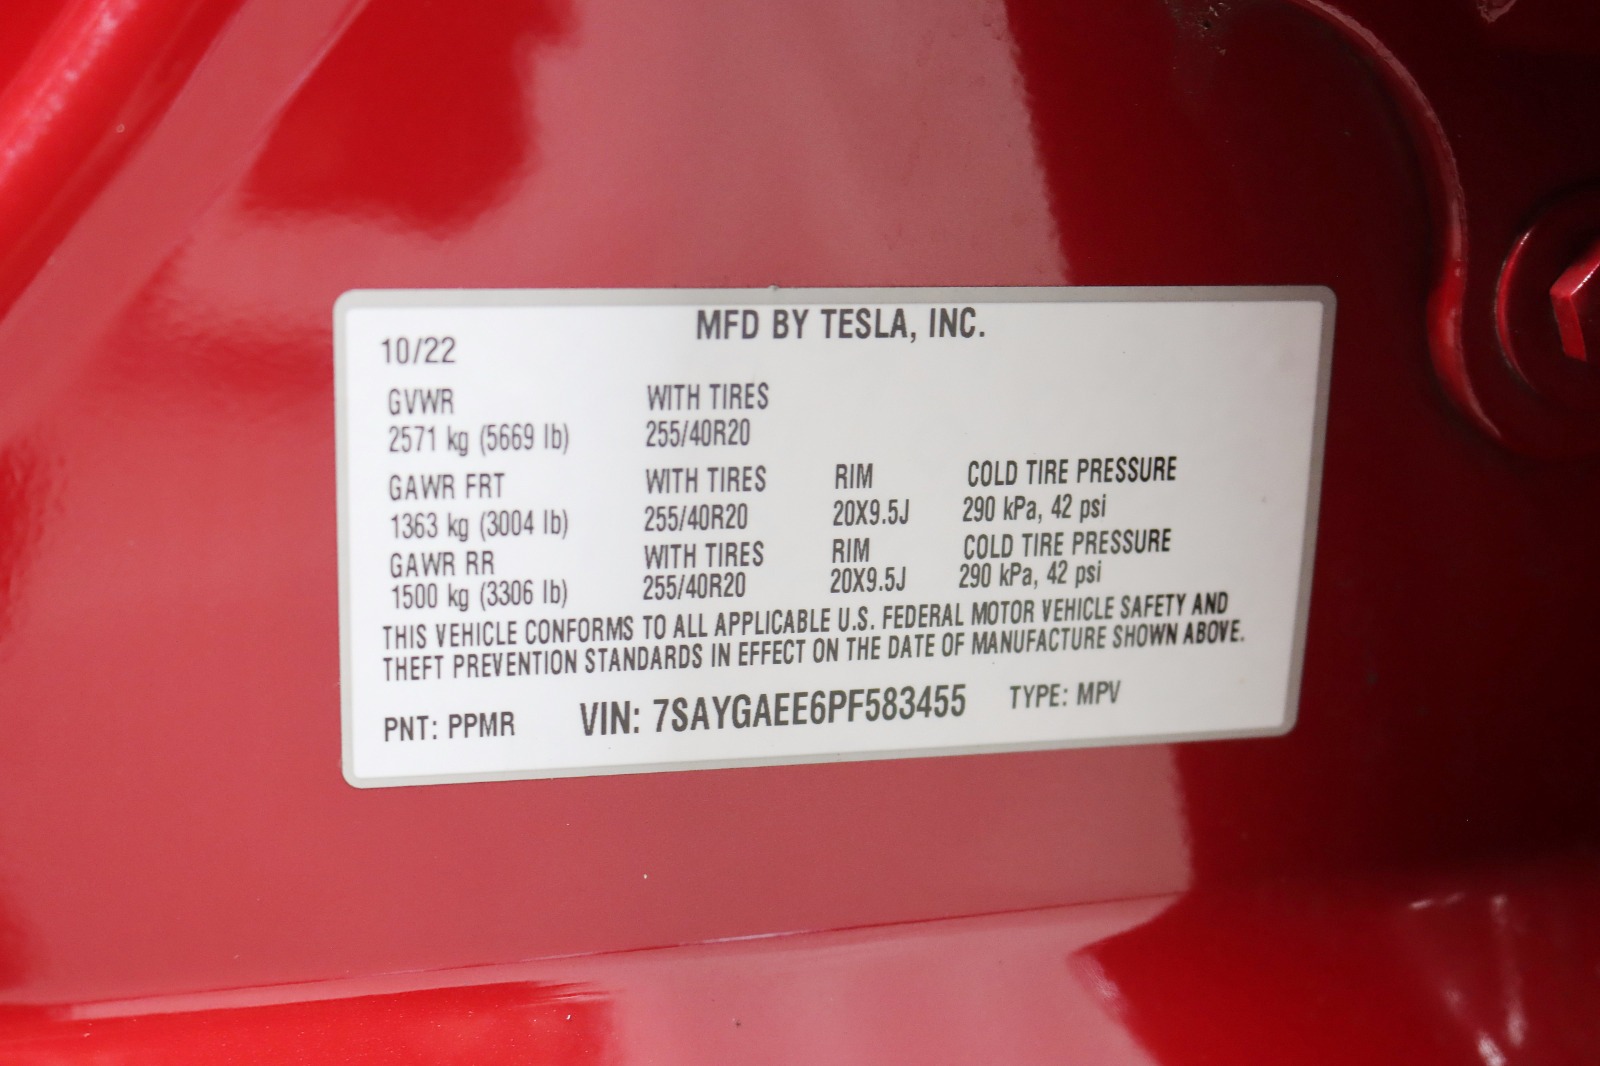 MFD BY TESLA, INC.
10/22
GVWR WITH TIRES
2571 kg (5669 lb) 255/40R20
GAWR FRT WITH TIRES RIM COLD TIRE PRESSURE
1363 kg (3004 lb) 255/40R20 20X9.5J 290 kPa, 42 psi
GAWR RR WITH TIRES RIM COLD TIRE PRESSURE
1500 kg (3306 lb) 255/40R20 20X9.5J 290 kPa, 42 psi
THIS VEHICLE CONFORMS TO ALL APPLICABLE U.S. FEDERAL MOTOR VEHICLE SAFETY AND
THEFT PREVENTION STANDARDS IN EFFECT ON THE DATE OF MANUFACTURE SHOWN ABOVE.
PNT: PPMR VIN: 7SAYGAEE6PF583455 TYPE: MPV